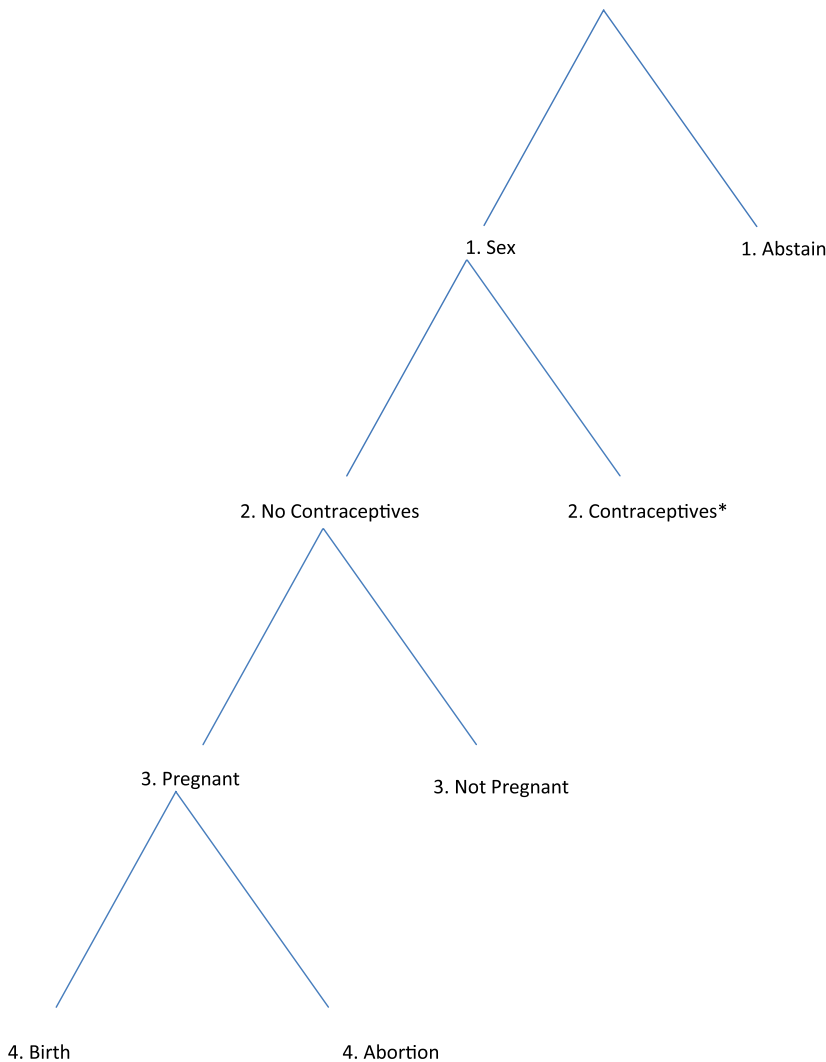 1. Sex
1. Abstain
2. No Contraceptives
2. Contraceptives*
3. Pregnant
3. Not Pregnant
4. Birth
4. Abortion